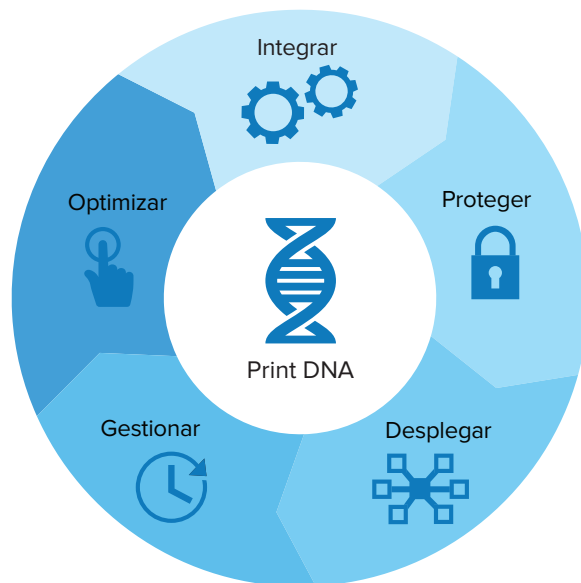 Integrar
Proteger
Desplegar
Gestionar
Optimizar
Print DNA